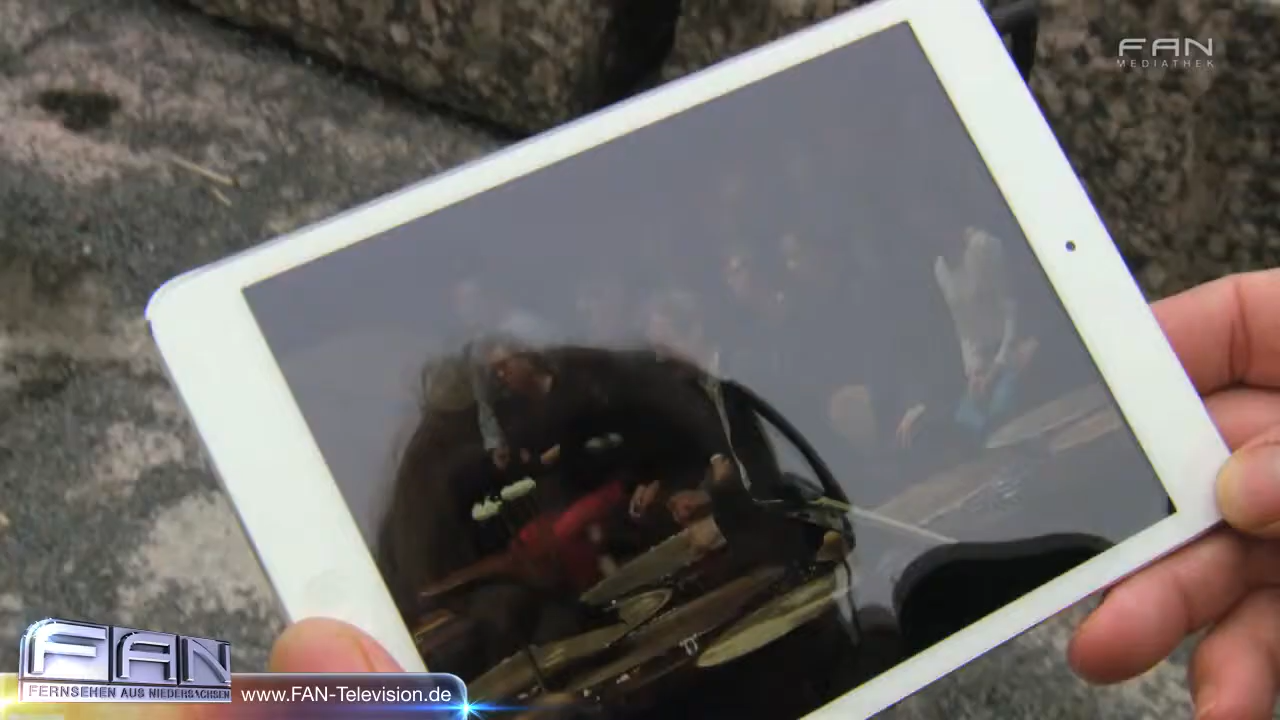 FAN
MEDIATHEK
FAN
FERNSEHEN AUS NIEDERSACHSEN
www.FAN-Television.de